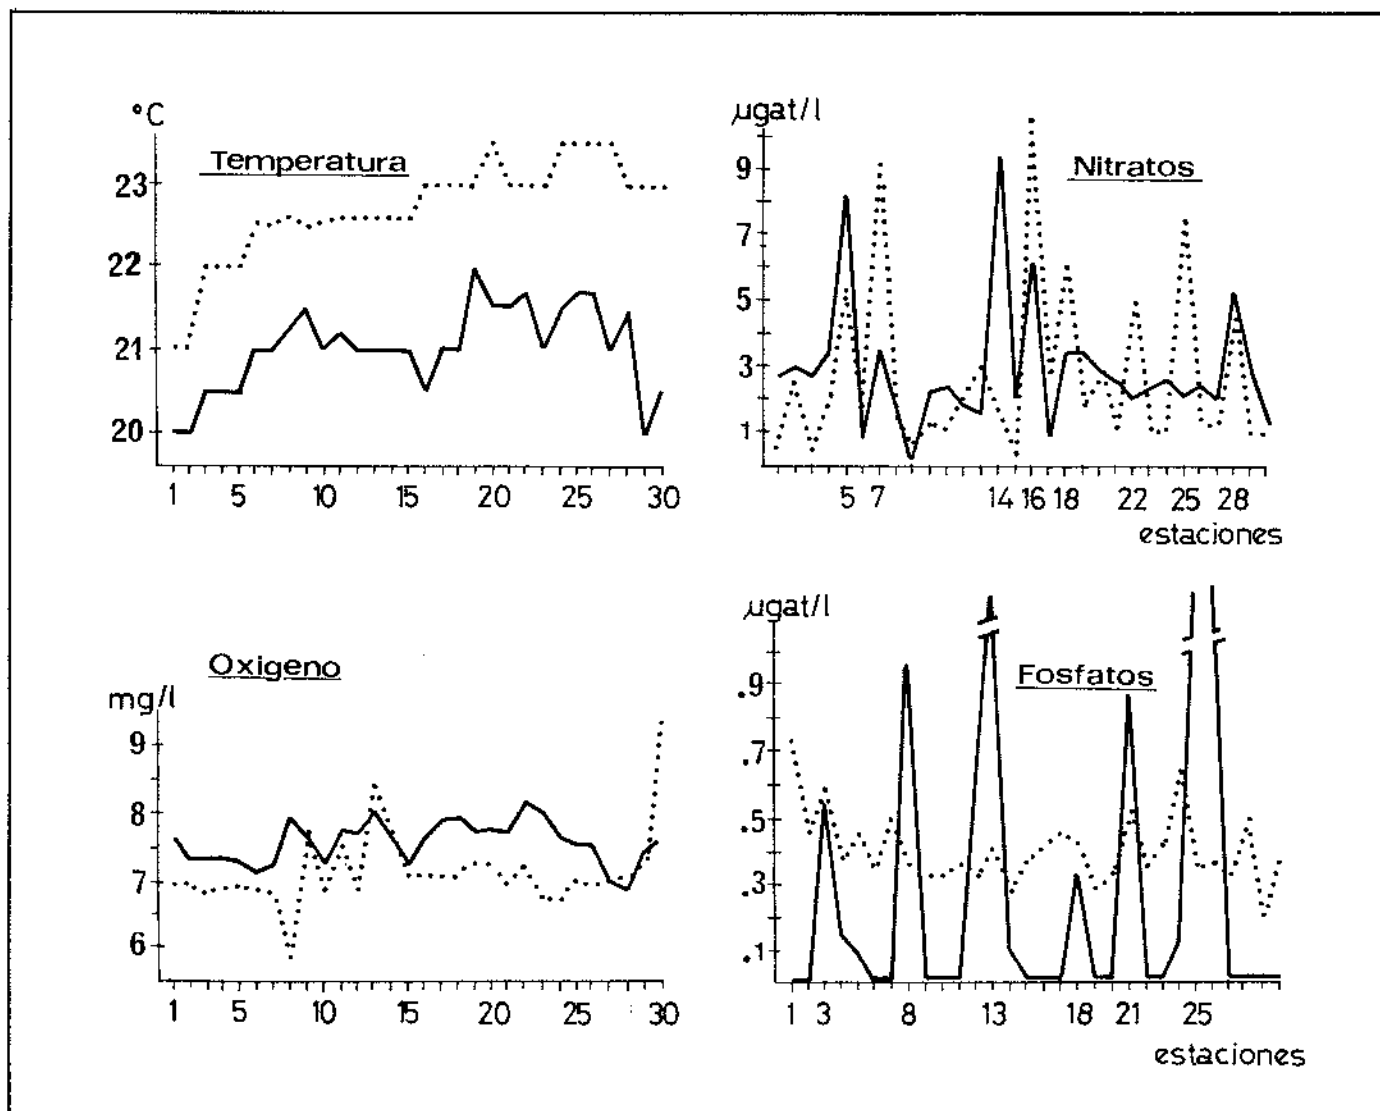 °C
Temperatura
23
22
21
20
1 5 10 15 20 25 30
µgat/l
Nitratos
9
7
5
3
1
5 7 14 16 18 22 25 28
estaciones
Oxigeno
mg/l
9
8
7
6
1 5 10 15 20 25 30
µgat/l
Fosfatos
.9
.7
.5
.3
.1
1 3 8 13 18 21 25
estaciones